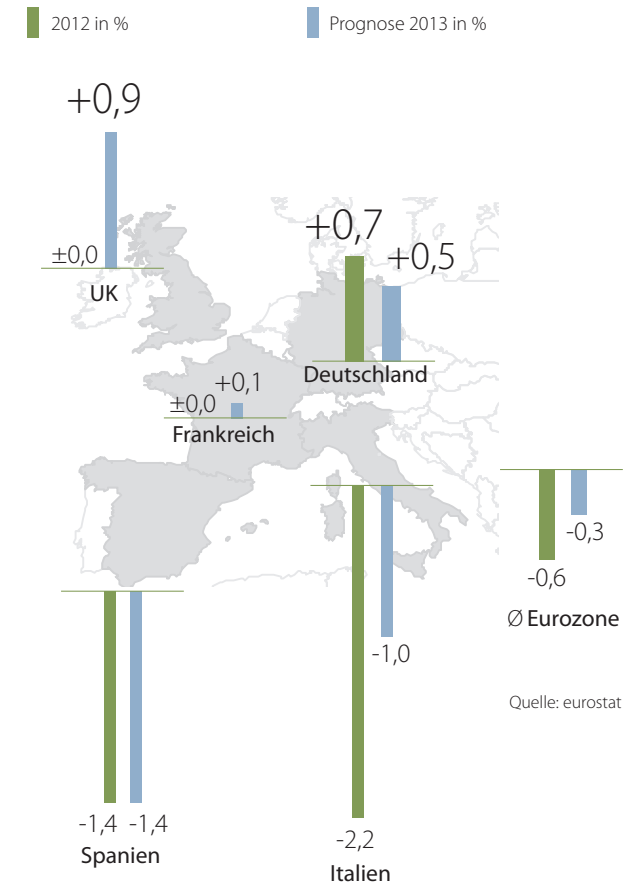 2012 in %
Prognose 2013 in %
+0,9
±0,0
UK
+0,7
+0,5
Deutschland
+0,1
±0,0
Frankreich
-0,3
-0,6
Ø Eurozone
-1,0
Quelle: eurostat
-1,4 -1,4
Spanien
-2,2
Italien